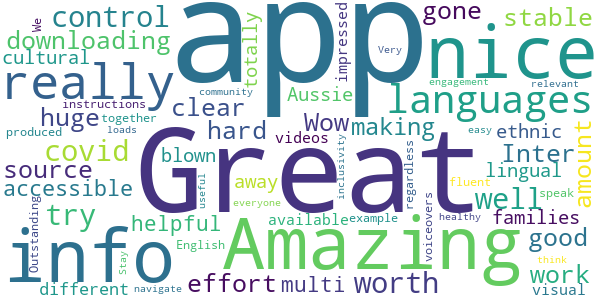 We
control
app
impressed
gone
stable
downloading
totally
Very
nice
cultural
really
community
engagement
relevant
instructions
Aussie
languages
huge
clear
Wow
making
produced
together
loads
hard
videos
ethnic
amount
covid
Great
inclusivity
regardless
easy
source
blown
Inter
lingual
accessible
useful
away
fluent
well
try
everyone
families
helpful
available
example
voiceovers
speak
Outstanding
info
English
Amazing
good
Stay
healthy
think
effort
multi
worth
work
different
navigate
visual